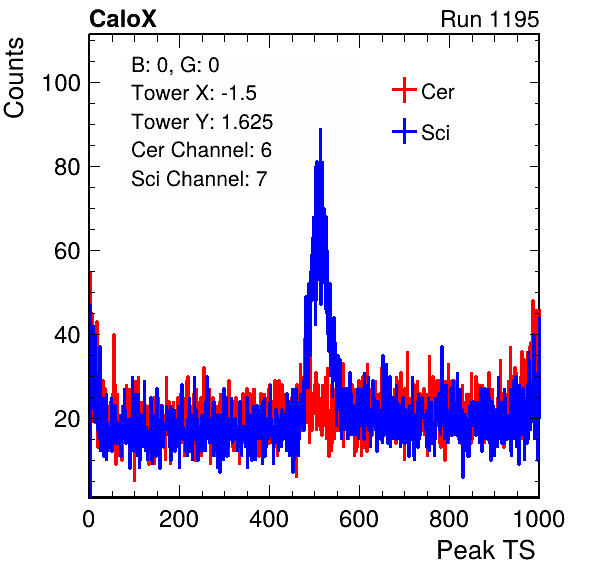 CaloX
Run 1195
Counts
B: 0, G: 0
Tower X: -1.5
Tower Y: 1.625
Cer Channel: 6
Sci Channel: 7
Cer
Sci
100
80
60
40
20
0 200 400 600 800 1000
Peak TS